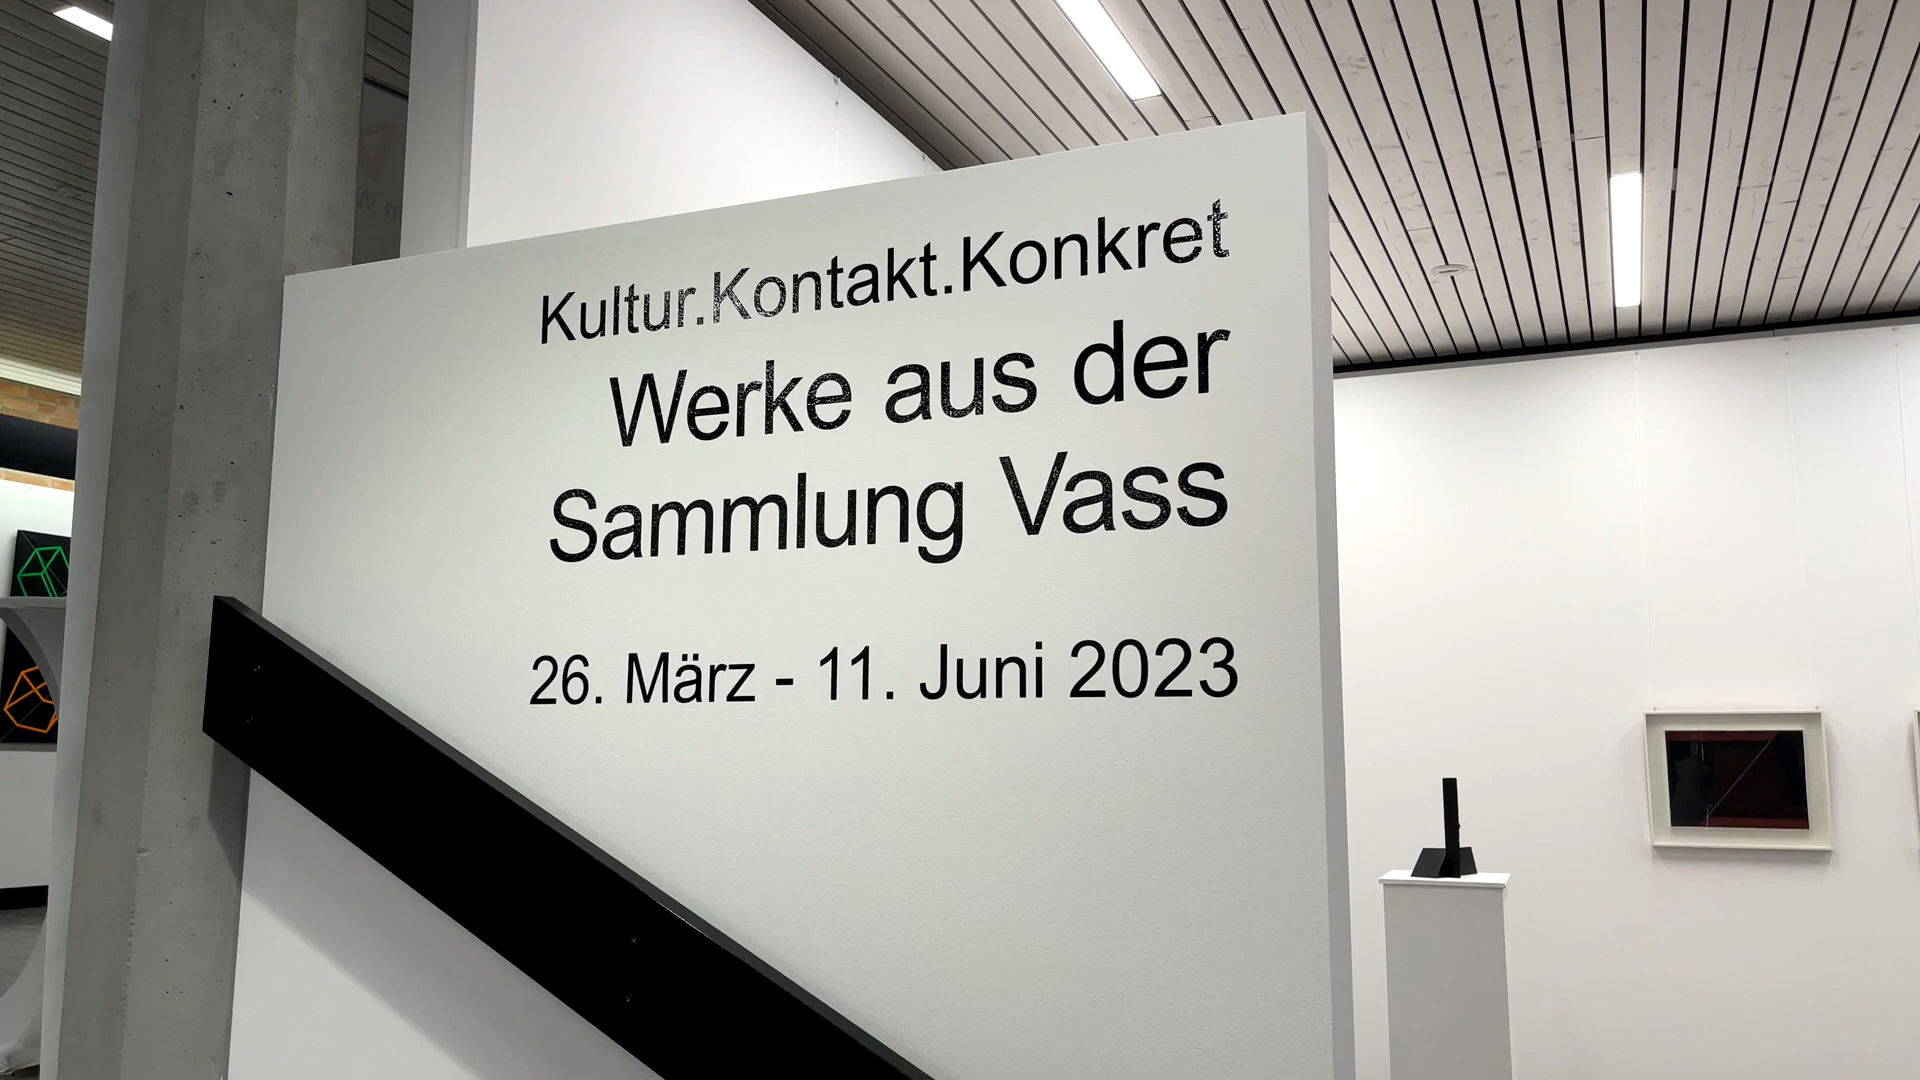 Kultur.Kontakt.Konkret
Werke aus der
Sammlung Vass
26. März - 11. Juni 2023